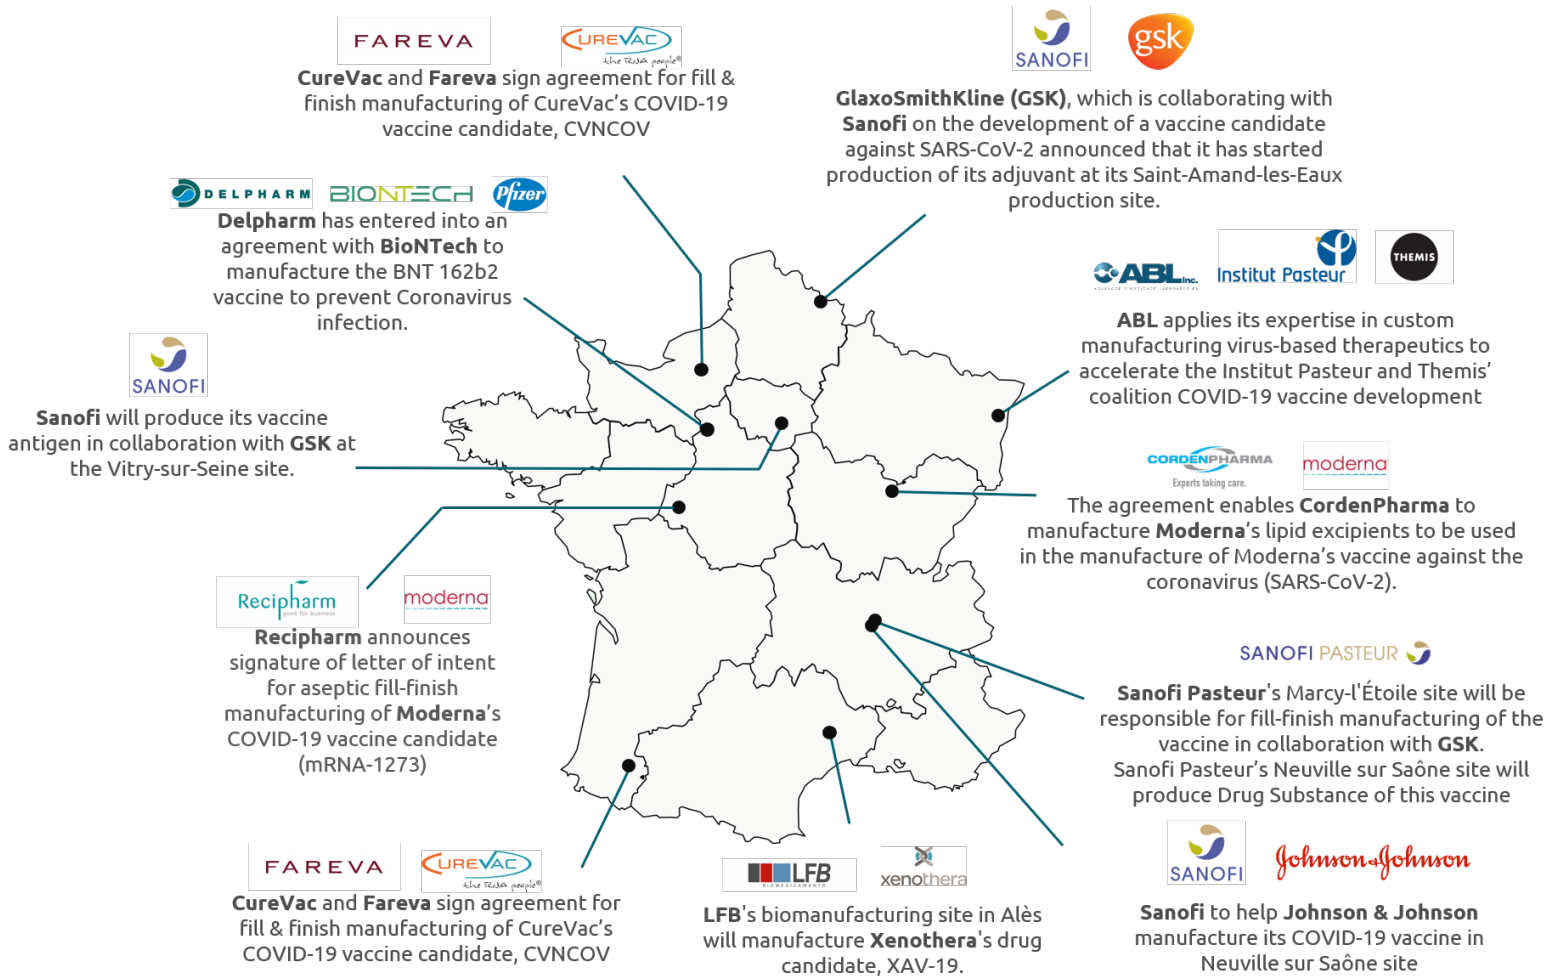 FAREVA
CUREVAC
the RNA people®
CureVac and Fareva sign agreement for fill &
finish manufacturing of CureVac's COVID-19
vaccine candidate, CVNCOV
SANOFI
gsk
GlaxoSmithKline (GSK), which is collaborating with
Sanofi on the development of a vaccine candidate
against SARS-CoV-2 announced that it has started
production of its adjuvant at its Saint-Amand-les-Eaux
production site.
DELPHARM
BIONTECH
Pfizer
Delpharm has entered into an
agreement with BioNTech to
manufacture the BNT 162b2
vaccine to prevent Coronavirus
infection.
ABL Inc.
Institut Pasteur
THEMIS
ABL applies its expertise in custom
manufacturing virus-based therapeutics to
accelerate the Institut Pasteur and Themis'
coalition COVID-19 vaccine development
SANOFI
Sanofi will produce its vaccine
antigen in collaboration with GSK at
the Vitry-sur-Seine site.
CORDENPHARMA
Experts taking care.
moderna
The agreement enables CordenPharma to
manufacture Moderna's lipid excipients to be used
in the manufacture of Moderna's vaccine against the
coronavirus (SARS-CoV-2).
Recipharm
good for business
moderna
Recipharm announces
signature of letter of intent
for aseptic fill-finish
manufacturing of Moderna's
COVID-19 vaccine candidate
(mRNA-1273)
SANOFI PASTEUR
Sanofi Pasteur's Marcy-l'Étoile site will be
responsible for fill-finish manufacturing of the
vaccine in collaboration with GSK.
Sanofi Pasteur's Neuville sur Saône site will
produce Drug Substance of this vaccine
FAREVA
CUREVAC
the RNA people®
CureVac and Fareva sign agreement for
fill & finish manufacturing of CureVac's
COVID-19 vaccine candidate, CVNCOV
LFB
BIOMEDICAMENTS
xenothera
LFB's biomanufacturing site in Alès
will manufacture Xenothera's drug
candidate, XAV-19.
SANOFI
Johnson & Johnson
Sanofi to help Johnson & Johnson
manufacture its COVID-19 vaccine in
Neuville sur Saône site